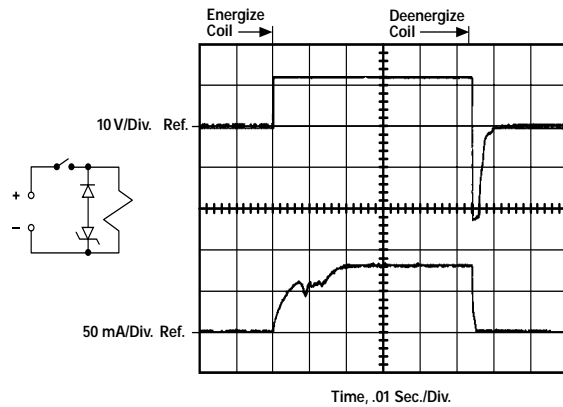 Energize
Coil
Deenergize
Coil
10 V/Div. Ref.
+
–
50 mA/Div. Ref.
Time, .01 Sec./Div.